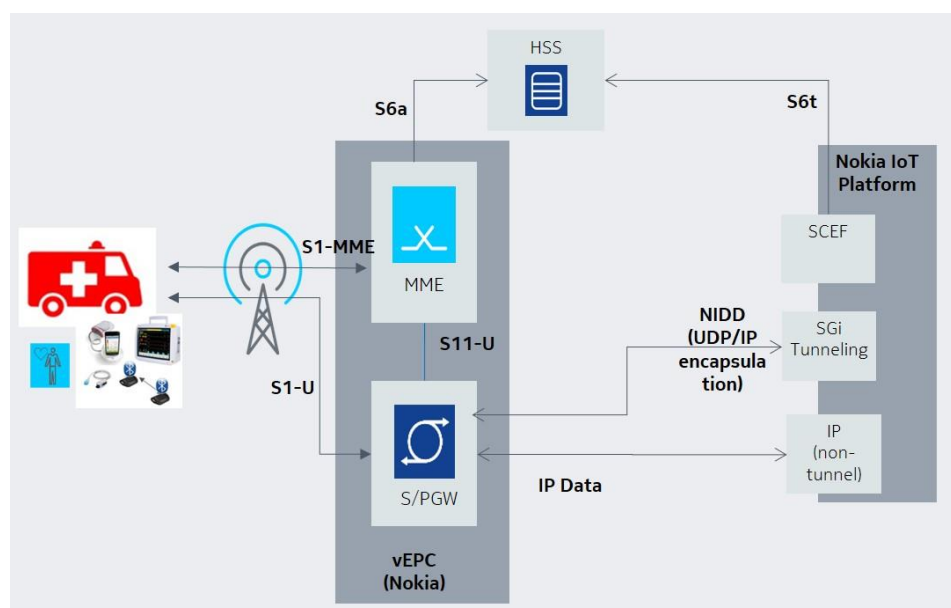 HSS
S6a
S6t
Nokia IoT
Platform
SCEF
S1-MME
MME
NIDD
(UDP/IP
encapsula
tion)
SGi
Tunneling
S11-U
S1-U
IP
(non-
tunnel)
S/PGW
IP Data
vEPC
(Nokia)